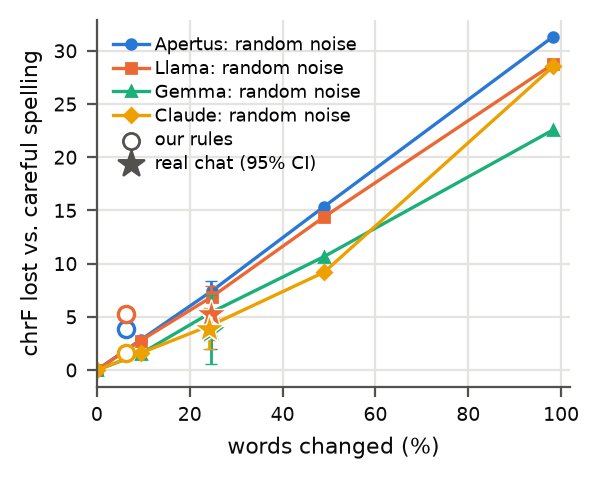 Apertus: random noise
Llama: random noise
Gemma: random noise
Claude: random noise
our rules
real chat (95% CI)
chrF lost vs. careful spelling
30
25
20
15
10
5
0
0 20 40 60 80 100
words changed (%)